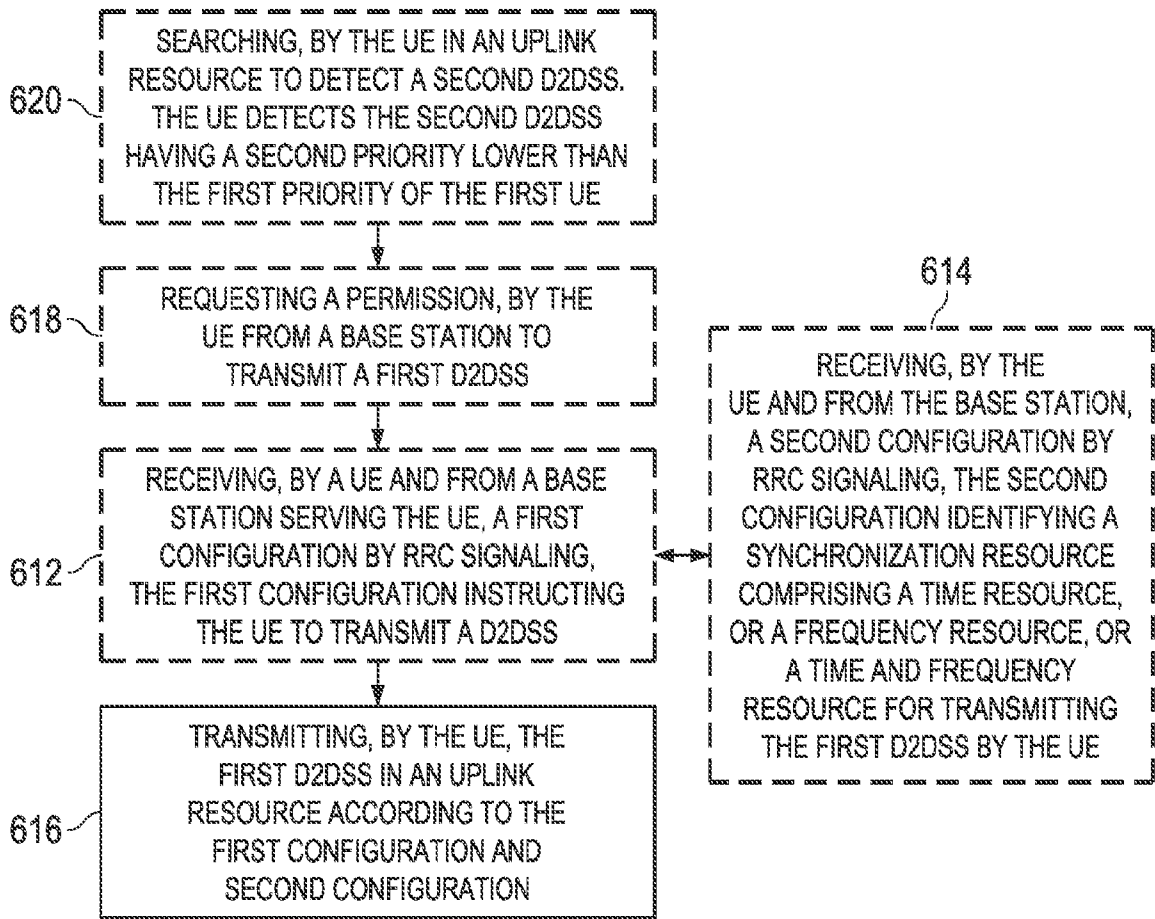 620
SEARCHING, BY THE UE IN AN UPLINK
RESOURCE TO DETECT A SECOND D2DSS.
THE UE DETECTS THE SECOND D2DSS
HAVING A SECOND PRIORITY LOWER THAN
THE FIRST PRIORITY OF THE FIRST UE
618
REQUESTING A PERMISSION, BY THE
UE FROM A BASE STATION TO
TRANSMIT A FIRST D2DSS
612
RECEIVING, BY A UE AND FROM A BASE
STATION SERVING THE UE, A FIRST
CONFIGURATION BY RRC SIGNALING,
THE FIRST CONFIGURATION INSTRUCTING
THE UE TO TRANSMIT A D2DSS
614
RECEIVING, BY THE
UE AND FROM THE BASE STATION,
A SECOND CONFIGURATION BY
RRC SIGNALING, THE SECOND
CONFIGURATION IDENTIFYING A
SYNCHRONIZATION RESOURCE
COMPRISING A TIME RESOURCE,
OR A FREQUENCY RESOURCE, OR
A TIME AND FREQUENCY
RESOURCE FOR TRANSMITTING
THE FIRST D2DSS BY THE UE
616
TRANSMITTING, BY THE UE, THE
FIRST D2DSS IN AN UPLINK
RESOURCE ACCORDING TO THE
FIRST CONFIGURATION AND
SECOND CONFIGURATION